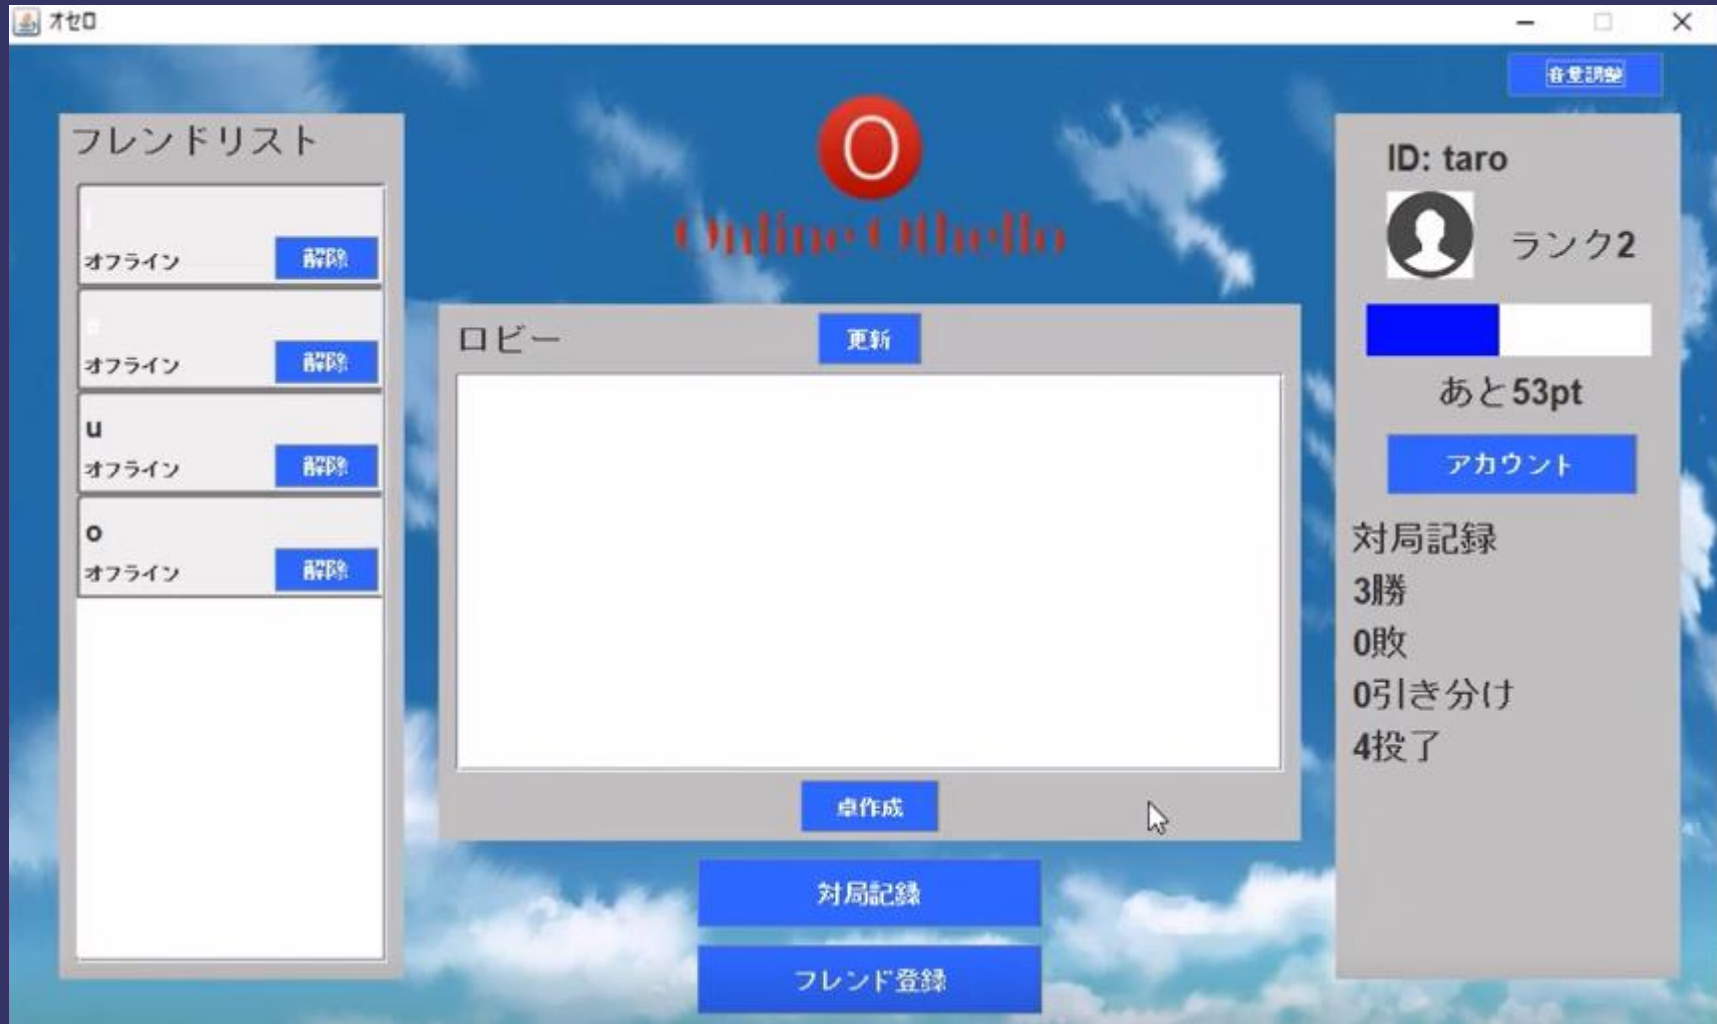 オセロ
音量調整
フレンドリスト
オフライン
解除
オフライン
解除
u
オフライン
解除
o
オフライン
解除
O
Online Othello
ロビー
更新
卓作成
対局記録
フレンド登録
ID: taro
ランク2
あと53pt
アカウント
対局記録
3勝
0敗
0引き分け
4投了